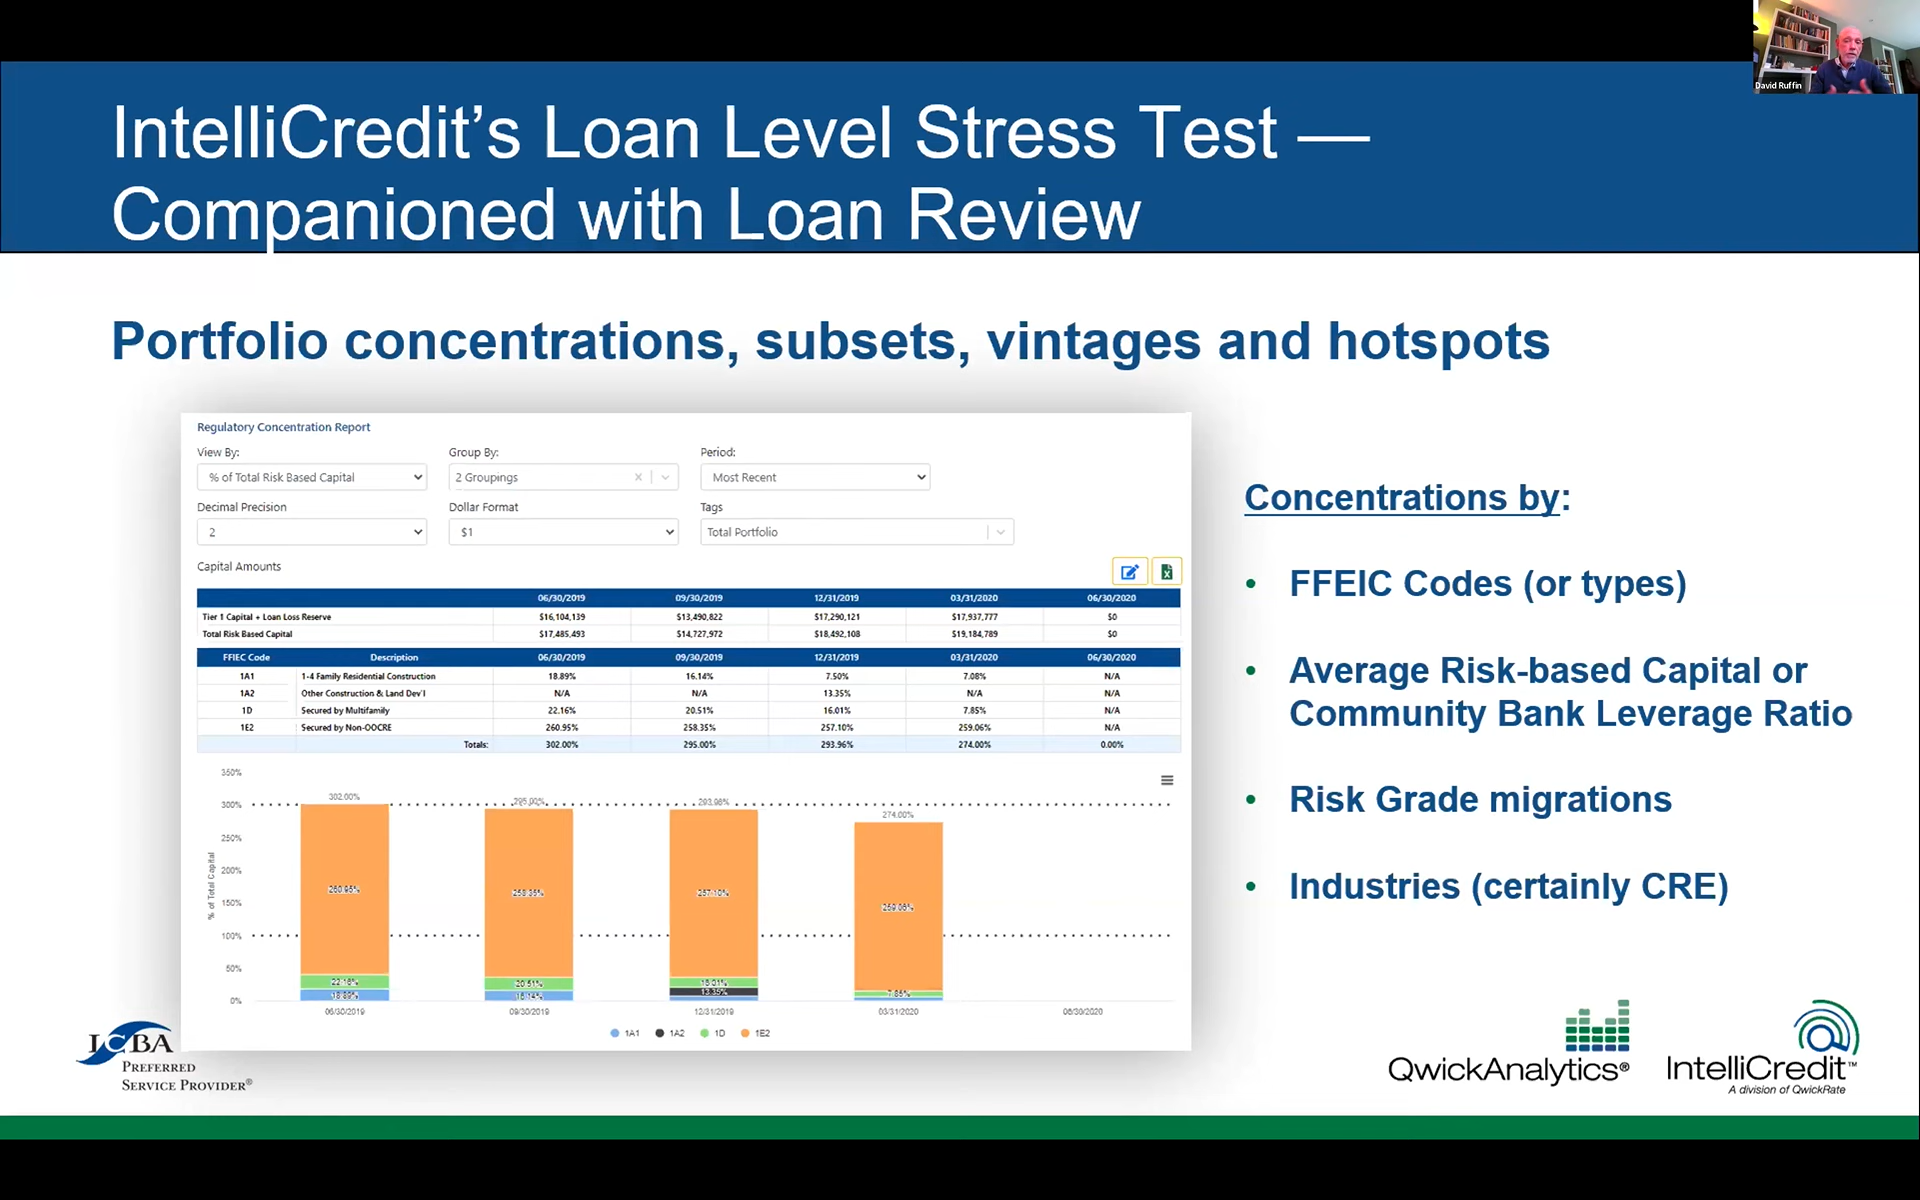 David Ruffin
IntelliCredit’s Loan Level Stress Test —
Companioned with Loan Review
Portfolio concentrations, subsets, vintages and hotspots
Regulatory Concentration Report
View By: Group By: Period:
% of Total Risk Based Capital 2 Groupings Most Recent
Decimal Precision Dollar Format Tags
2 $1 Total Portfolio
Capital Amounts
06/30/2019 09/30/2019 12/31/2019 03/31/2020 06/30/2020
Tier 1 Capital + Loan Loss Reserve $16,104,139 $13,490,822 $17,290,121 $17,937,777 $0
Total Risk Based Capital $17,485,493 $14,727,972 $18,492,108 $19,184,789 $0
FFIEC Code Description 06/30/2019 09/30/2019 12/31/2019 03/31/2020 06/30/2020
1A1 1-4 Family Residential Construction 18.89% 16.14% 7.50% 7.08% N/A
1A2 Other Construction & Land Dev'l N/A N/A 13.35% N/A N/A
1D Secured by Multifamily 22.16% 20.51% 16.01% 7.85% N/A
1E2 Secured by Non-OOCRE 260.95% 258.35% 257.10% 259.06% N/A
Totals: 302.00% 295.00% 293.96% 274.00% 0.00%
% of Total Capital
350%
300%
250%
200%
150%
100%
50%
0%
302.00% 295.00% 293.96% 274.00%
260.95% 258.35% 257.10% 259.06%
22.16% 20.51% 16.01% 7.85%
18.89% 16.14% 13.35%
06/30/2019 09/30/2019 12/31/2019 03/31/2020 06/30/2020
1A1 1A2 1D 1E2
Concentrations by:
• FFEIC Codes (or types)
• Average Risk-based Capital or
Community Bank Leverage Ratio
• Risk Grade migrations
• Industries (certainly CRE)
ICBA
PREFERRED
SERVICE PROVIDER®
QwickAnalytics®
IntelliCredit™
A division of QwickRate